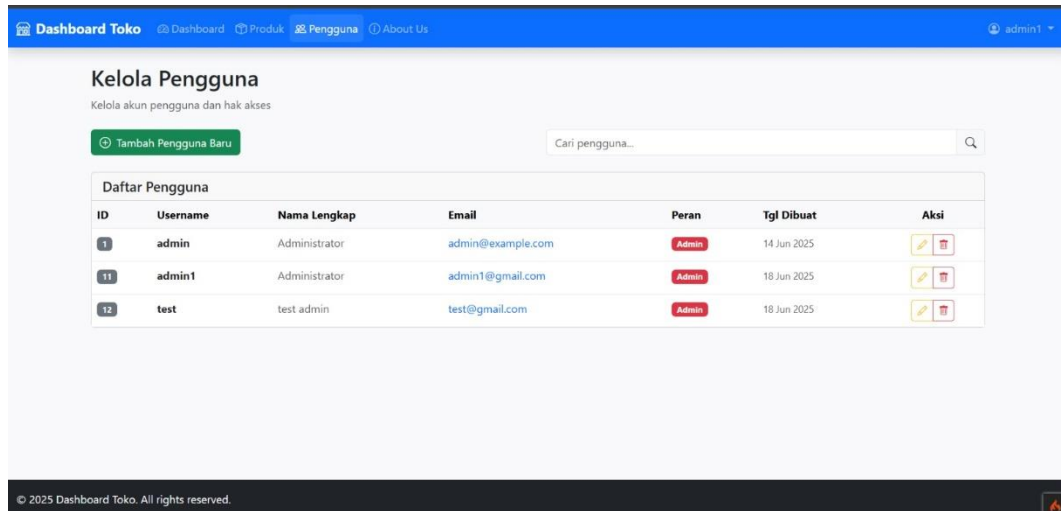 Dashboard Toko Dashboard Produk Pengguna About Us admin1
Kelola Pengguna
Kelola akun pengguna dan hak akses
Tambah Pengguna Baru Cari pengguna...
Daftar Pengguna
ID Username Nama Lengkap Email Peran Tgl Dibuat Aksi
1 admin Administrator admin@example.com Admin 14 Jun 2025
11 admin1 Administrator admin1@gmail.com Admin 18 Jun 2025
12 test test admin test@gmail.com Admin 18 Jun 2025
© 2025 Dashboard Toko. All rights reserved.